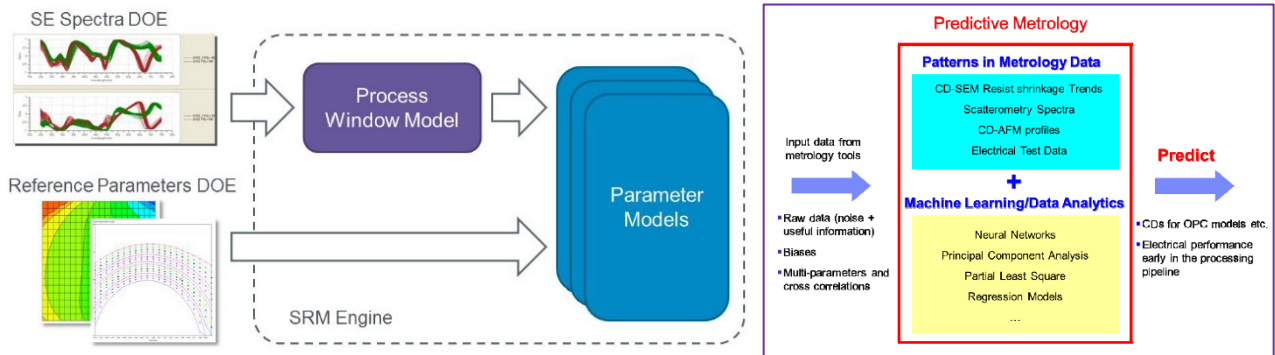 SE Spectra DOE
Process
Window Model
Reference Parameters DOE
Parameter
Models
SRM Engine
Predictive Metrology
Input data from
metrology tools
▪ Raw data (noise +
useful information)
▪ Biases
▪ Multi-parameters and
cross correlations
Patterns in Metrology Data
CD-SEM Resist shrinkage Trends
Scatterometry Spectra
CD-AFM profiles
Electrical Test Data
+
Machine Learning/Data Analytics
Neural Networks
Principal Component Analysis
Partial Least Square
Regression Models
...
Predict
▪ CDs for OPC models etc.
▪ Electrical performance
early in the processing
pipeline